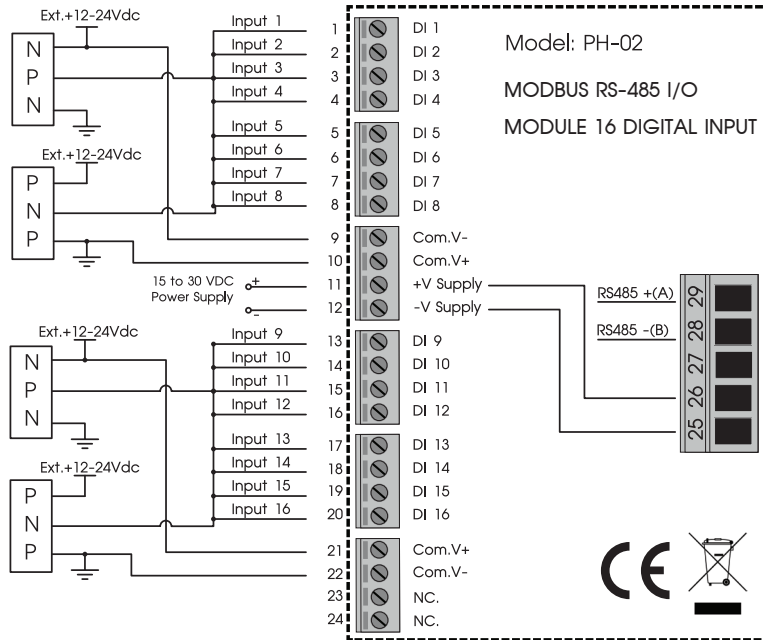 Ext.+12-24Vdc
N
P
N
Ext.+12-24Vdc
P
N
P
Input 1
Input 2
Input 3
Input 4
Input 5
Input 6
Input 7
Input 8
15 to 30 VDC
Power Supply
+
-
Ext.+12-24Vdc
N
P
N
Ext.+12-24Vdc
P
N
P
Input 9
Input 10
Input 11
Input 12
Input 13
Input 14
Input 15
Input 16
1 DI 1
2 DI 2
3 DI 3
4 DI 4
5 DI 5
6 DI 6
7 DI 7
8 DI 8
9 Com.V-
10 Com.V+
11 +V Supply
12 -V Supply
13 DI 9
14 DI 10
15 DI 11
16 DI 12
17 DI 13
18 DI 14
19 DI 15
20 DI 16
21 Com.V+
22 Com.V-
23 NC.
24 NC.
Model: PH-02
MODBUS RS-485 I/O
MODULE 16 DIGITAL INPUT
RS485 +(A) 29
RS485 -(B) 28
27
26
25
CE